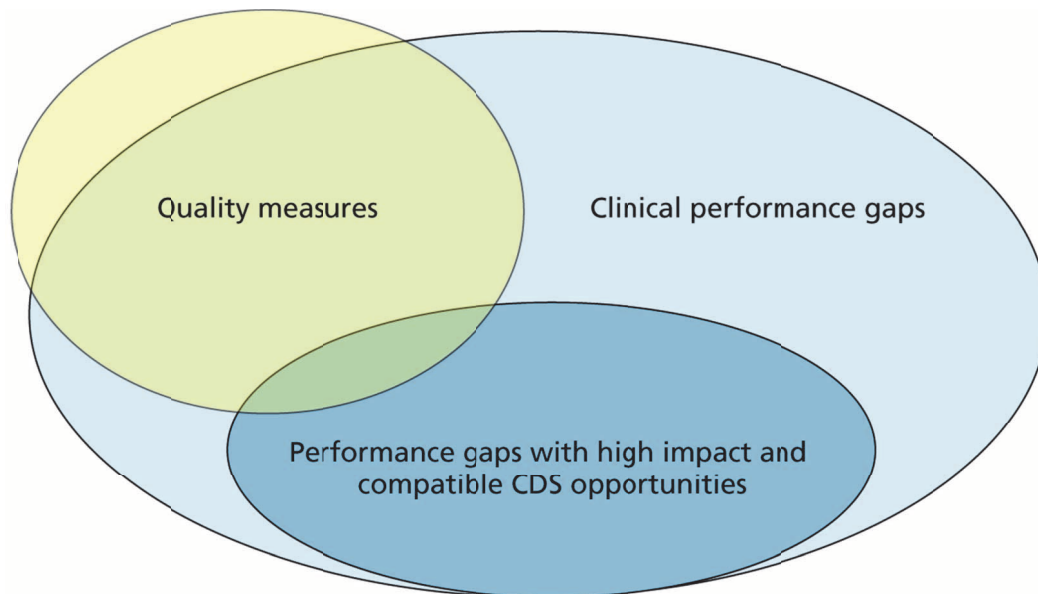 Quality measures
Clinical performance gaps
Performance gaps with high impact and
compatible CDS opportunities